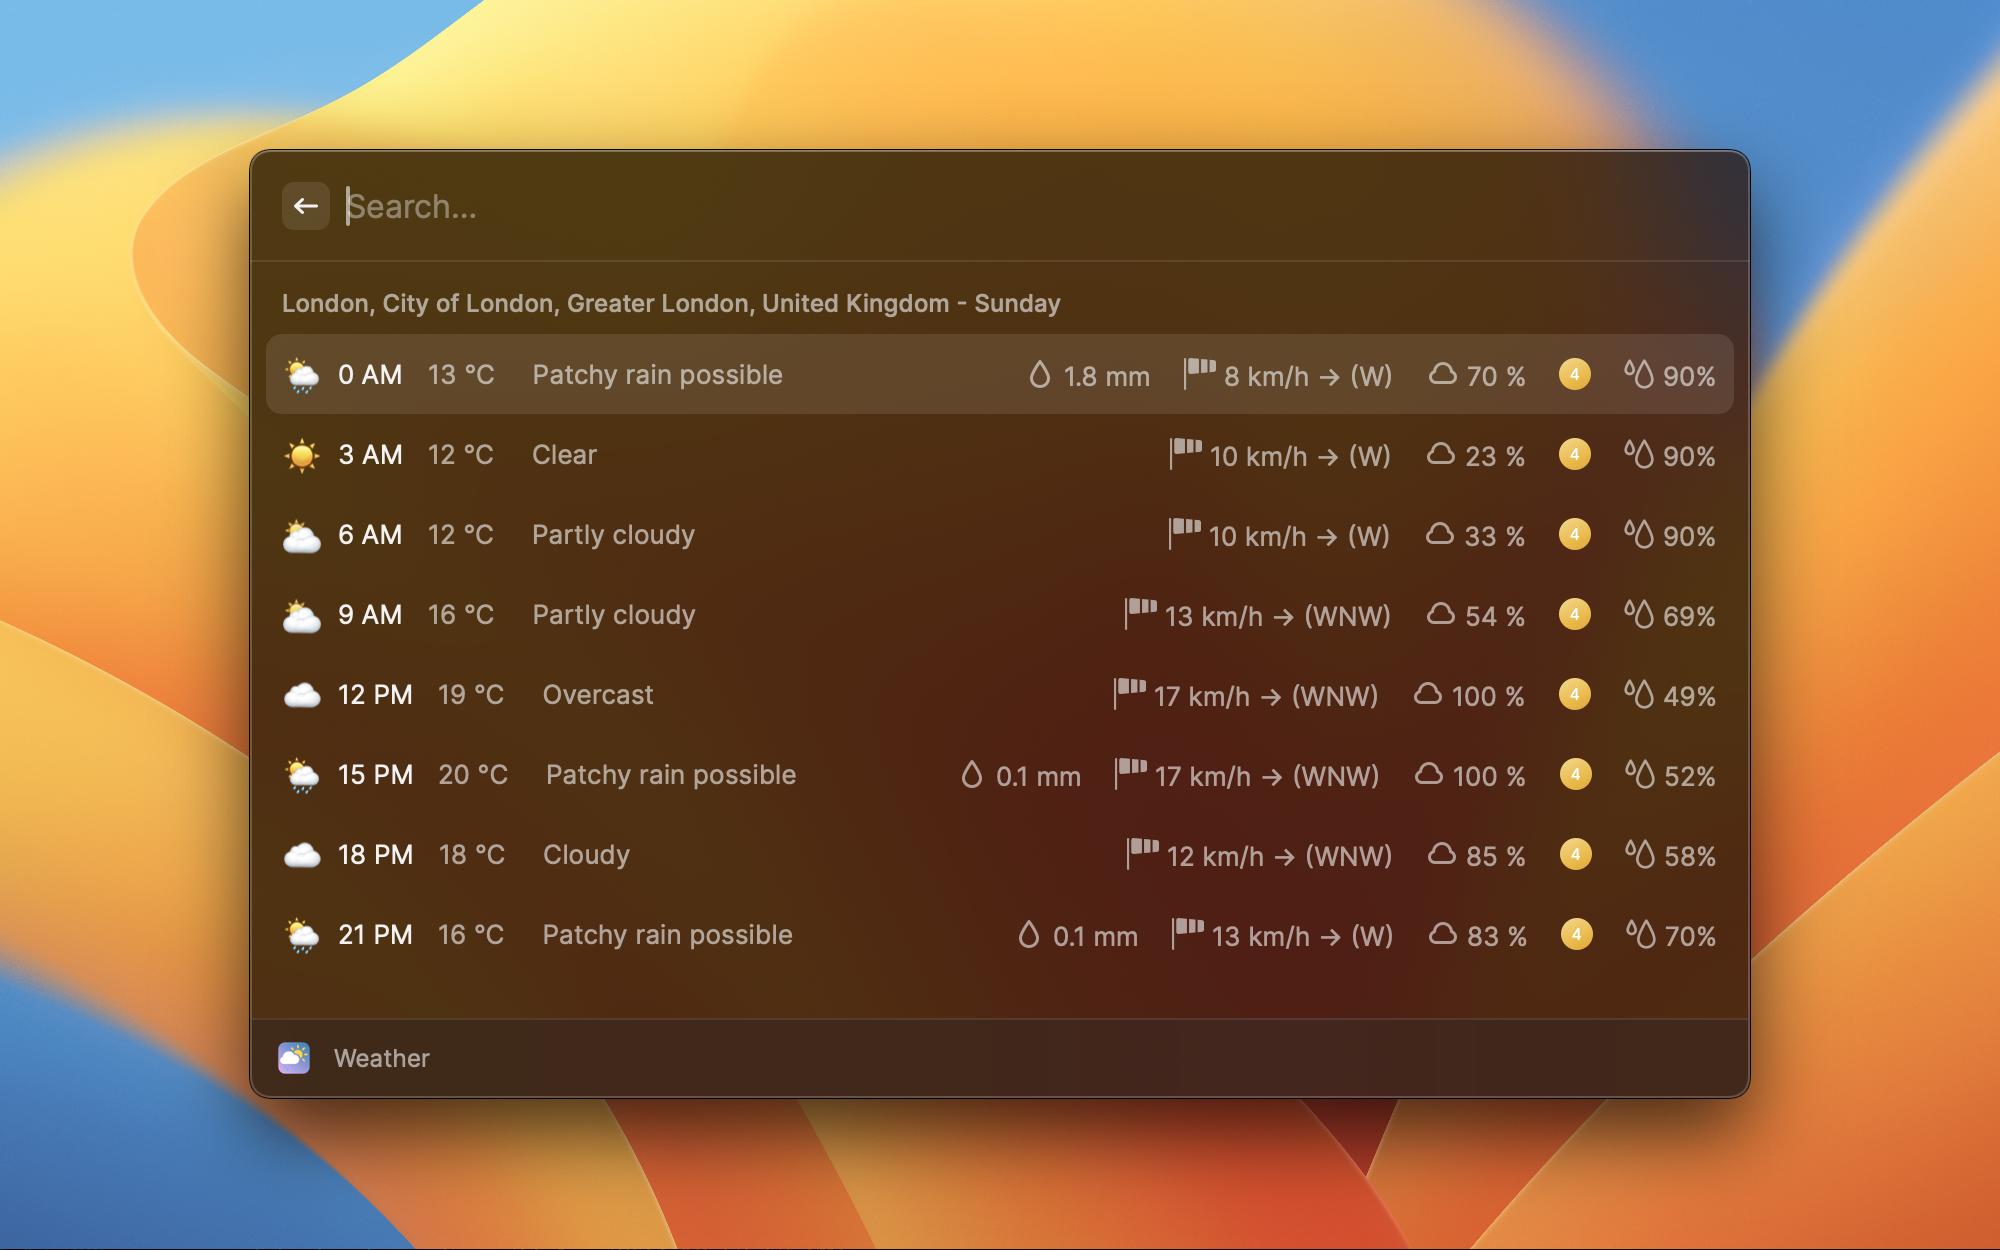 Search...
London, City of London, Greater London, United Kingdom - Sunday
0 AM 13 °C Patchy rain possible 1.8 mm 8 km/h → (W) 70 % 4 90%
3 AM 12 °C Clear 10 km/h → (W) 23 % 4 90%
6 AM 12 °C Partly cloudy 10 km/h → (W) 33 % 4 90%
9 AM 16 °C Partly cloudy 13 km/h → (WNW) 54 % 4 69%
12 PM 19 °C Overcast 17 km/h → (WNW) 100 % 4 49%
15 PM 20 °C Patchy rain possible 0.1 mm 17 km/h → (WNW) 100 % 4 52%
18 PM 18 °C Cloudy 12 km/h → (WNW) 85 % 4 58%
21 PM 16 °C Patchy rain possible 0.1 mm 13 km/h → (W) 83 % 4 70%
Weather